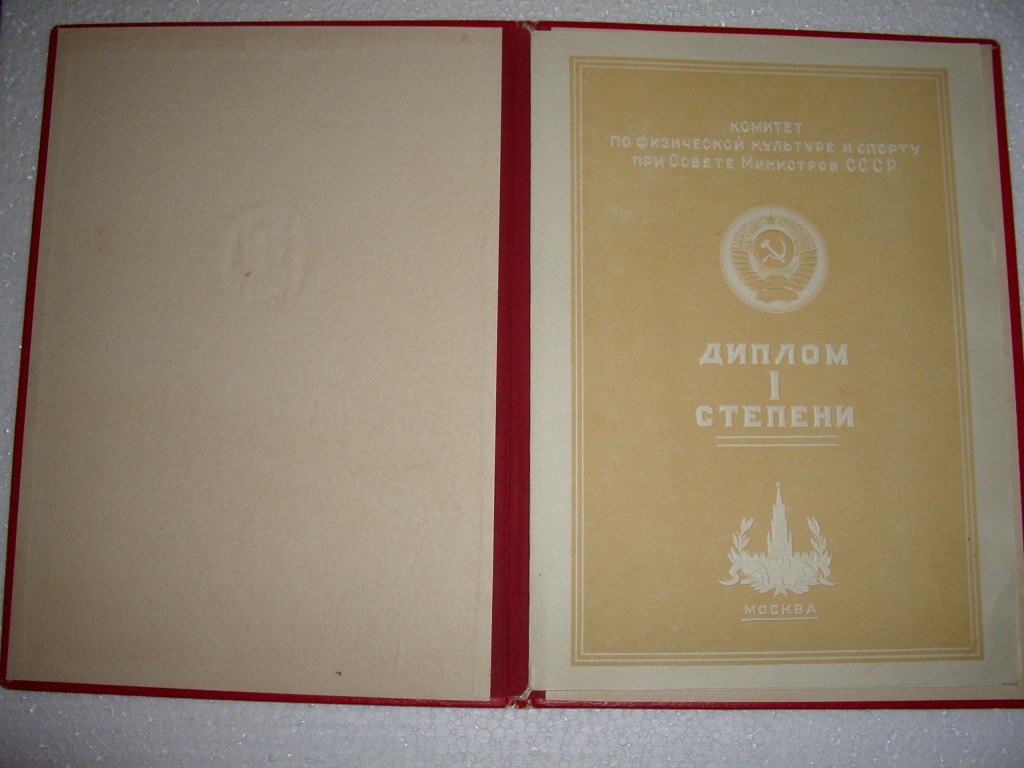 КОМИТЕТ
ПО ФИЗИЧЕСКОЙ КУЛЬТУРЕ И СПОРТУ
ПРИ СОВЕТЕ МИНИСТРОВ СССР
ДИПЛОМ
I
СТЕПЕНИ
МОСКВА